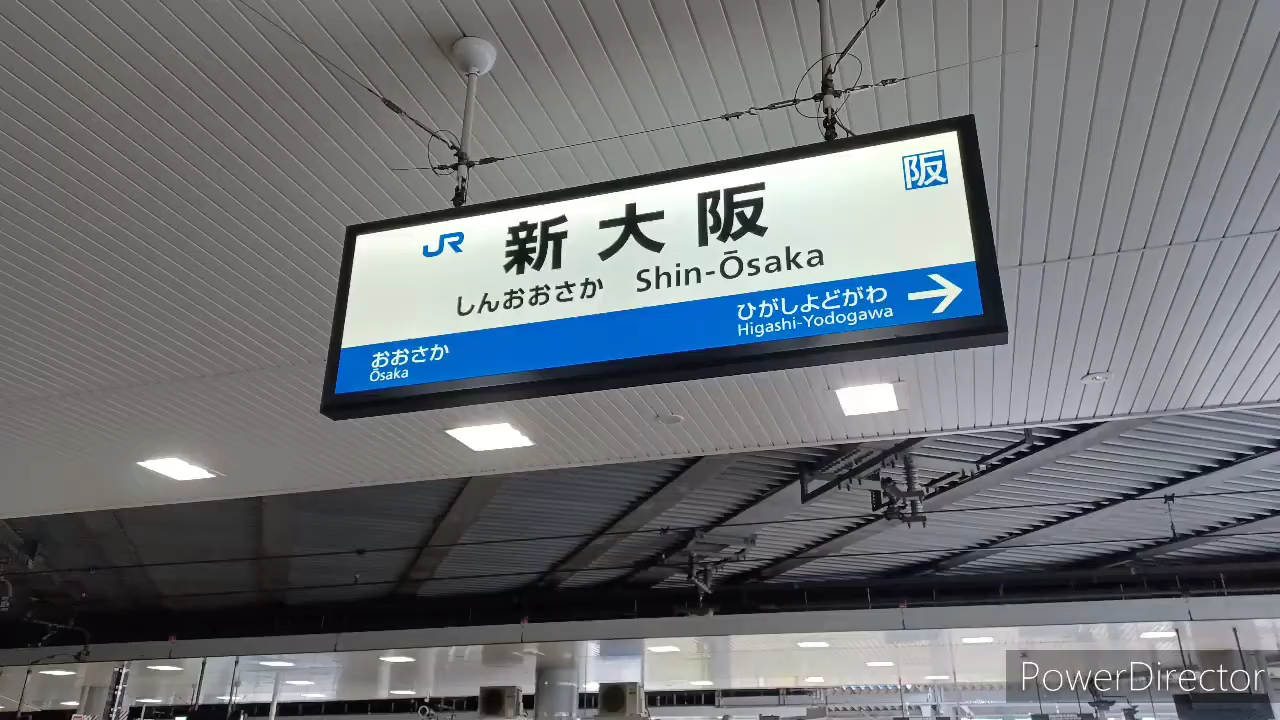 JR 新大阪 阪
しんおおさか Shin-Ōsaka
おおさか
Ōsaka
ひがしよどがわ →
Higashi-Yodogawa
PowerDirector